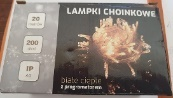 LAMPKI CHOINKOWE
20
200
IP
Białe ciepłe
z programatorem